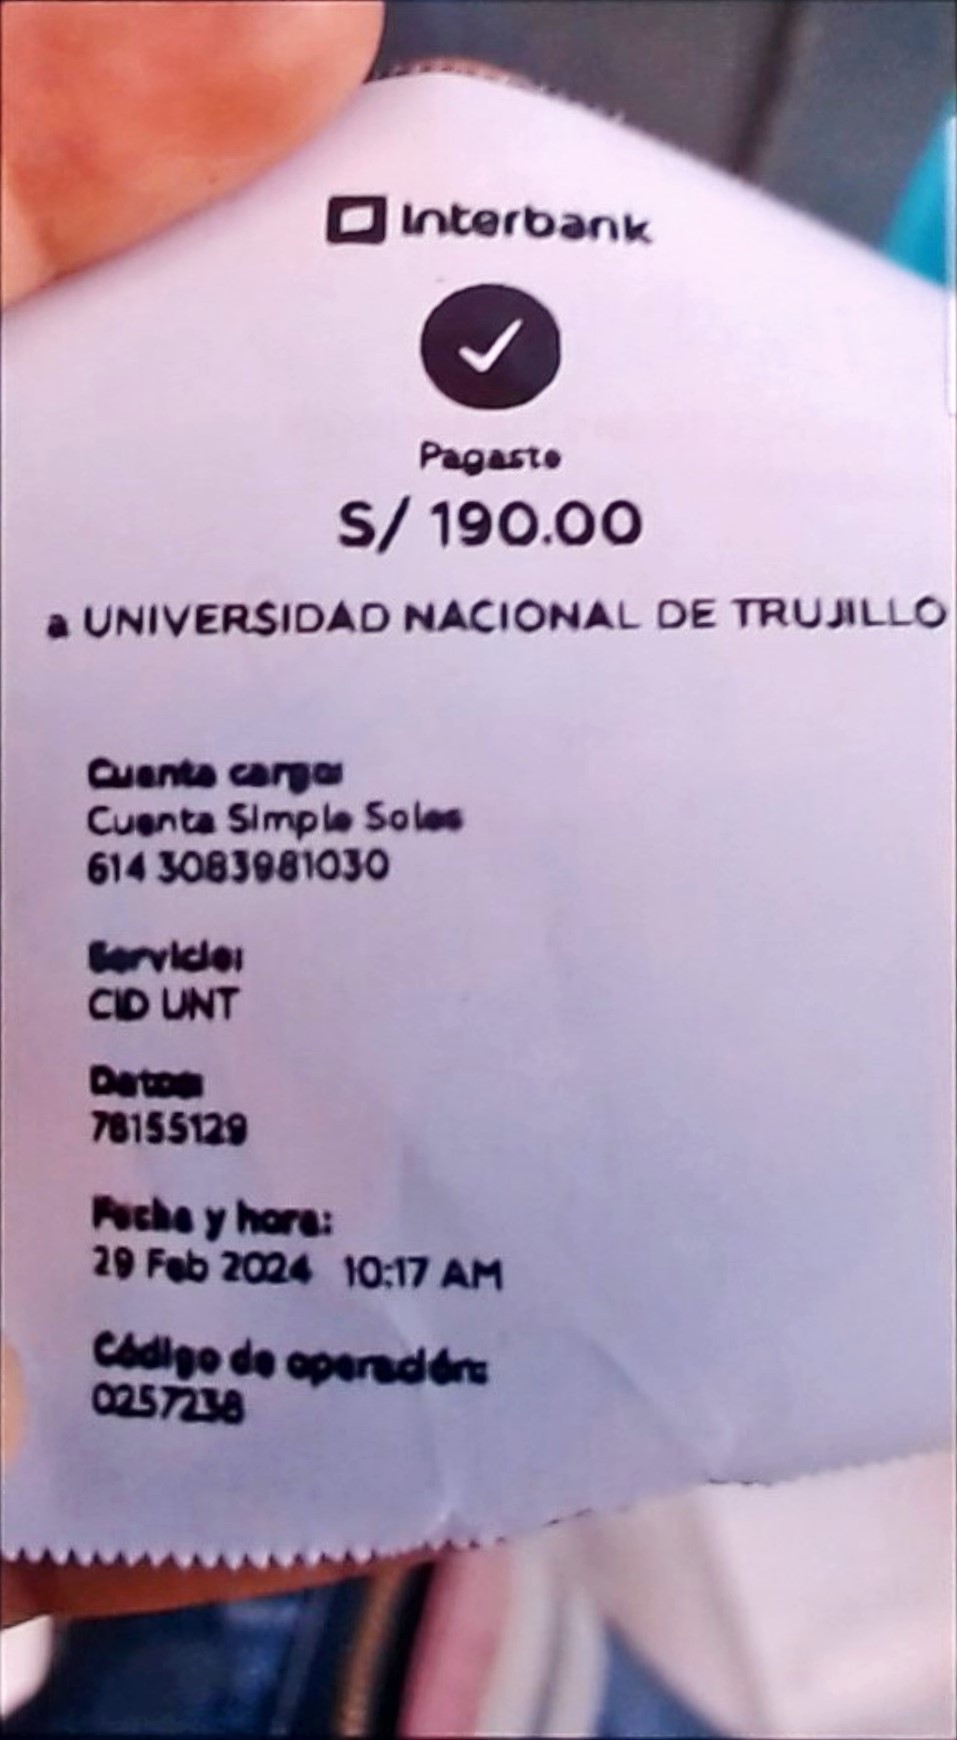 Interbank
Pagaste
S/ 190.00
a UNIVERSIDAD NACIONAL DE TRUJILLO
Cuenta cargo:
Cuenta Simple Soles
614 3083981030
Servicio:
CID UNT
Datos:
78155129
Fecha y hora:
29 Feb 2024 10:17 AM
Código de operación:
0257238